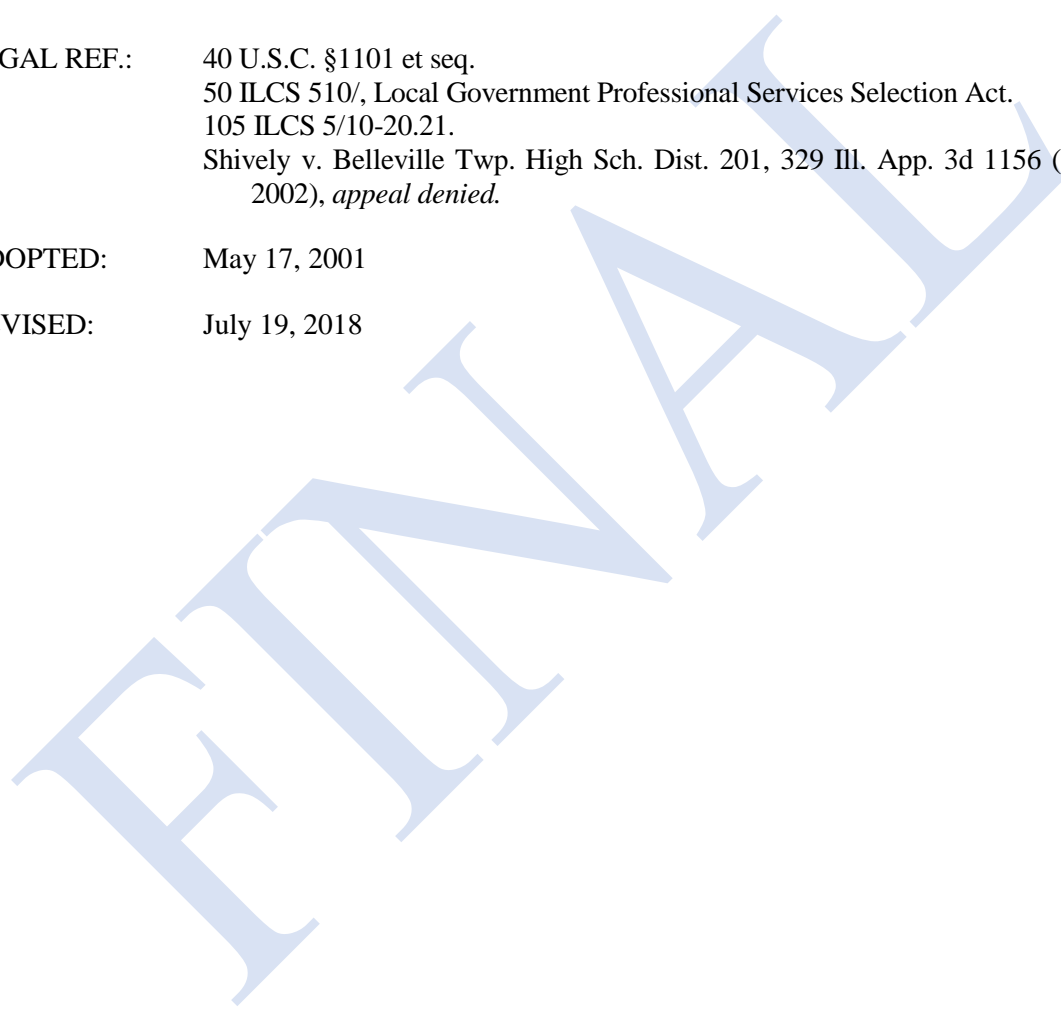 GAL REF.: 40 U.S.C. §1101 et seq.
50 ILCS 510/, Local Government Professional Services Selection Act.
105 ILCS 5/10-20.21.
Shively v. Belleville Twp. High Sch. Dist. 201, 329 Ill. App. 3d 1156 (
2002), appeal denied.
DOPTED: May 17, 2001
VISED: July 19, 2018
FINAL